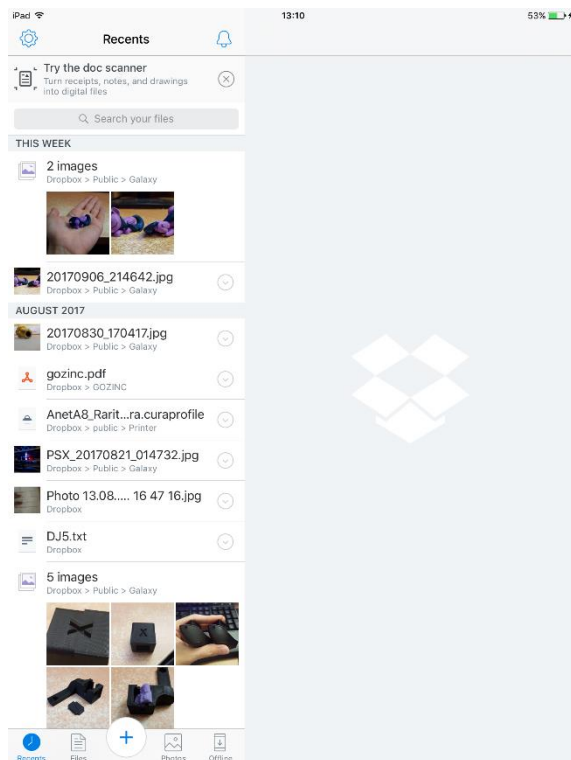 iPad 13:10 53%
Recents
Try the doc scanner
Turn receipts, notes, and drawings
into digital files
Search your files
THIS WEEK
2 images
Dropbox > Public > Galaxy
20170906_214642.jpg
Dropbox > Public > Galaxy
AUGUST 2017
20170830_170417.jpg
Dropbox > Public > Galaxy
gozinc.pdf
Dropbox > GOZINC
AnetA8_Rarit...ra.curaprofile
Dropbox > public > Printer
PSX_20170821_014732.jpg
Dropbox > Public > Galaxy
Photo 13.08..... 16 47 16.jpg
Dropbox
DJ5.txt
Dropbox
5 images
Dropbox > Public > Galaxy
X
X
Recents Files Photos Offline